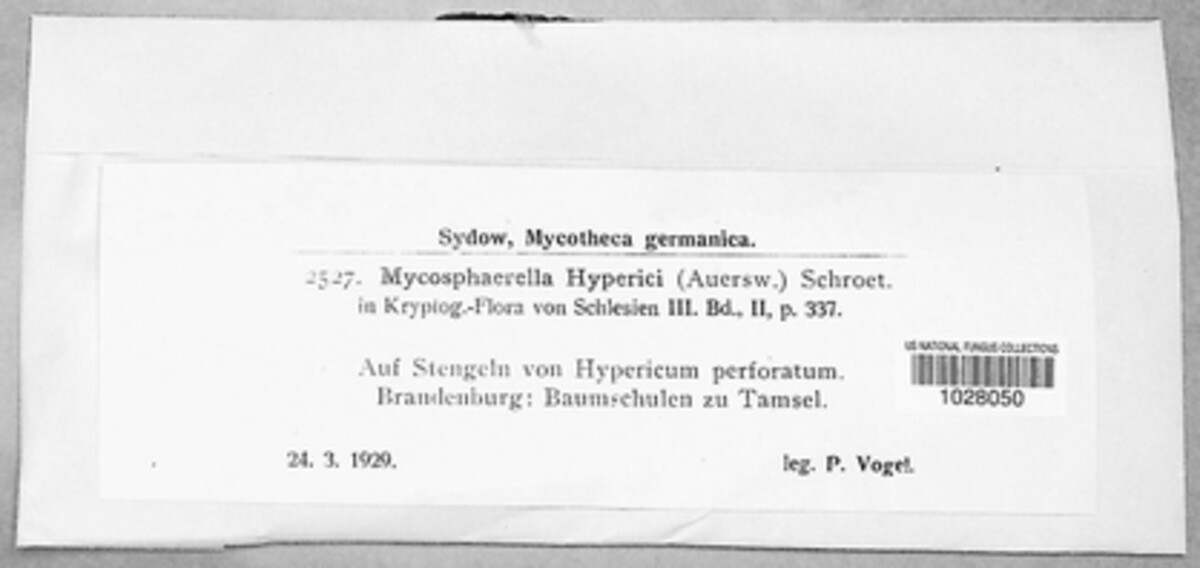 Sydow, Mycotheca germanica.
2527. Mycosphaerella Hyperici (Auersw.) Schroet.
in Kryptog.-Flora von Schlesien III. Bd., II, p. 337.
Auf Stengeln von Hypericum perforatum.
Brandenburg: Baumschulen zu Tamsel.
US NATIONAL FUNGUS COLLECTIONS
1028050
24. 3. 1929.
leg. P. Vogel.